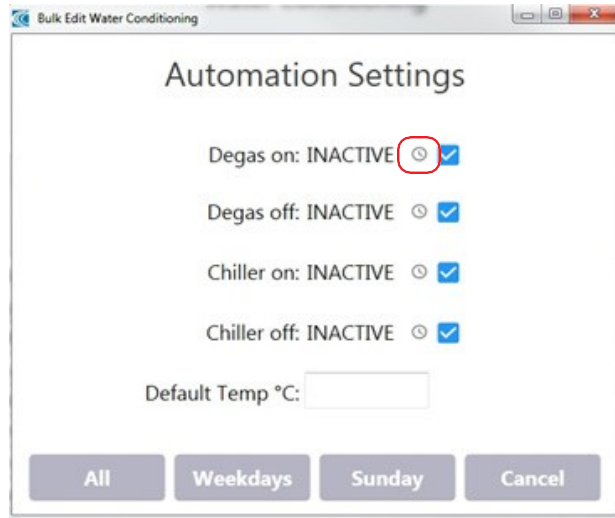 Bulk Edit Water Conditioning
Automation Settings
Degas on: INACTIVE
Degas off: INACTIVE
Chiller on: INACTIVE
Chiller off: INACTIVE
Default Temp °C:
All Weekdays Sunday Cancel